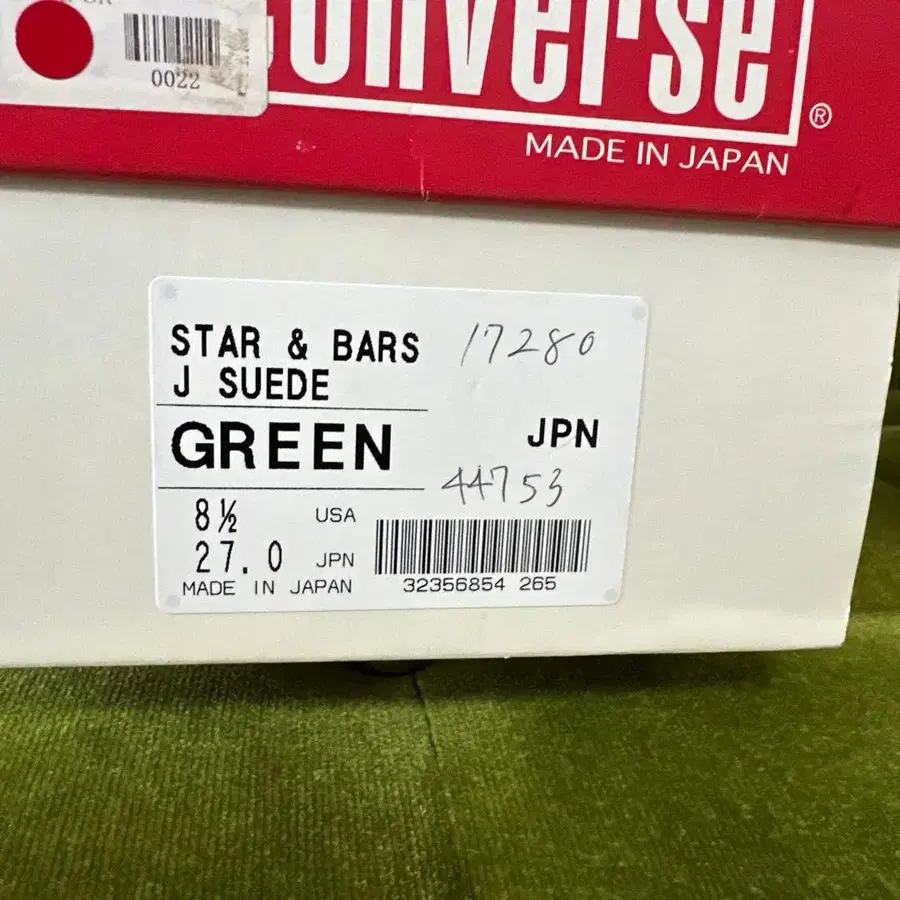 0022
Converse
®
MADE IN JAPAN
STAR & BARS 17280
J SUEDE
GREEN JPN
44753
8½ USA
27.0 JPN
MADE IN JAPAN
32356854 265